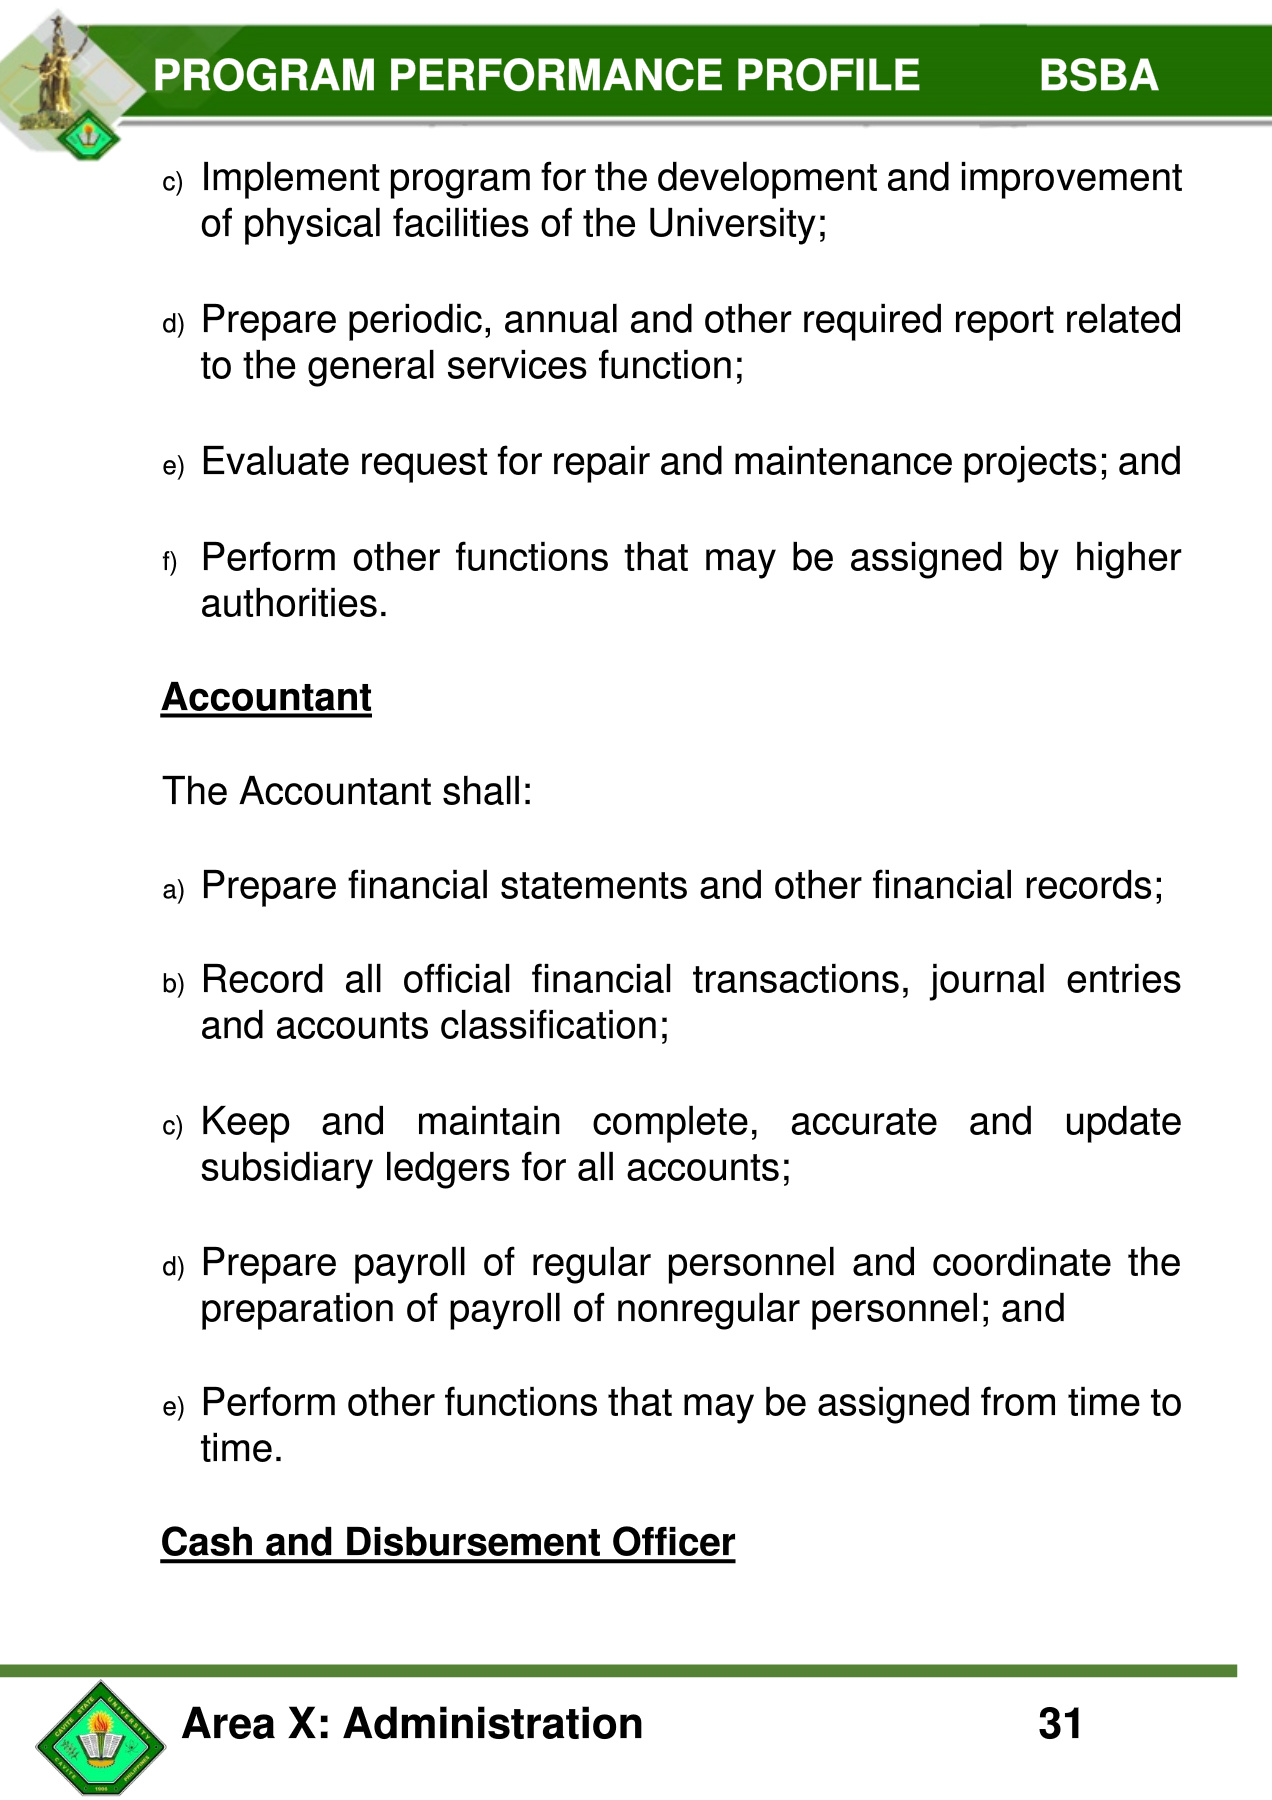 PROGRAM PERFORMANCE PROFILE BSBA
c) Implement program for the development and improvement
of physical facilities of the University;
d) Prepare periodic, annual and other required report related
to the general services function;
e) Evaluate request for repair and maintenance projects; and
f) Perform other functions that may be assigned by higher
authorities.
Accountant
The Accountant shall:
a) Prepare financial statements and other financial records;
b) Record all official financial transactions, journal entries
and accounts classification;
c) Keep and maintain complete, accurate and update
subsidiary ledgers for all accounts;
d) Prepare payroll of regular personnel and coordinate the
preparation of payroll of nonregular personnel; and
e) Perform other functions that may be assigned from time to
time.
Cash and Disbursement Officer
CAVITE STATE UNIVERSITY
CAVITE
1906
PHILIPPINES
Area X: Administration 31